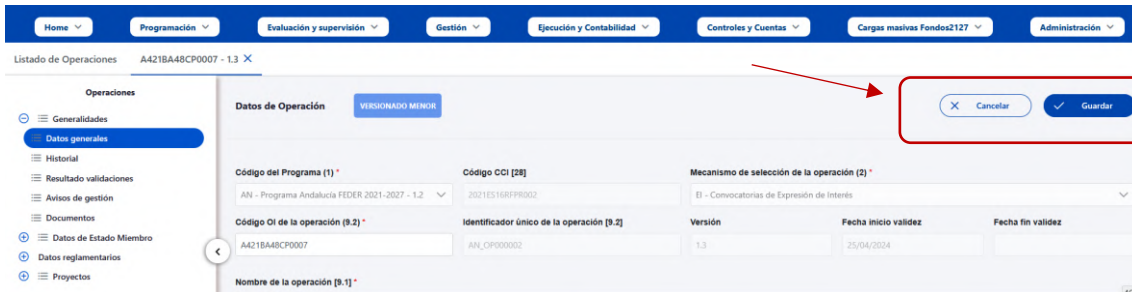 Home Programación Evaluación y supervisión Gestión Ejecución y Contabilidad Controles y Cuentas Cargas masivas Fondos2127 Administración
Listado de Operaciones A421BA48CP0007 - 1.3
Operaciones
Generalidades
Datos generales
Historial
Resultado validaciones
Avisos de gestión
Documentos
Datos de Estado Miembro
Datos reglamentarios
Proyectos
Datos de Operación VERSIONADO MENOR Cancelar Guardar
Código del Programa (1) * Código CCI [28] Mecanismo de selección de la operación (2) *
AN - Programa Andalucía FEDER 2021-2027 - 1.2 2021ES16RFPR002 EI - Convocatorias de Expresión de Interés
Código OI de la operación (9.2) * Identificador único de la operación [9.2] Versión Fecha inicio validez Fecha fin validez
A421BA48CP0007 AN_OP000002 1.3 25/04/2024
Nombre de la operación [9.1] *